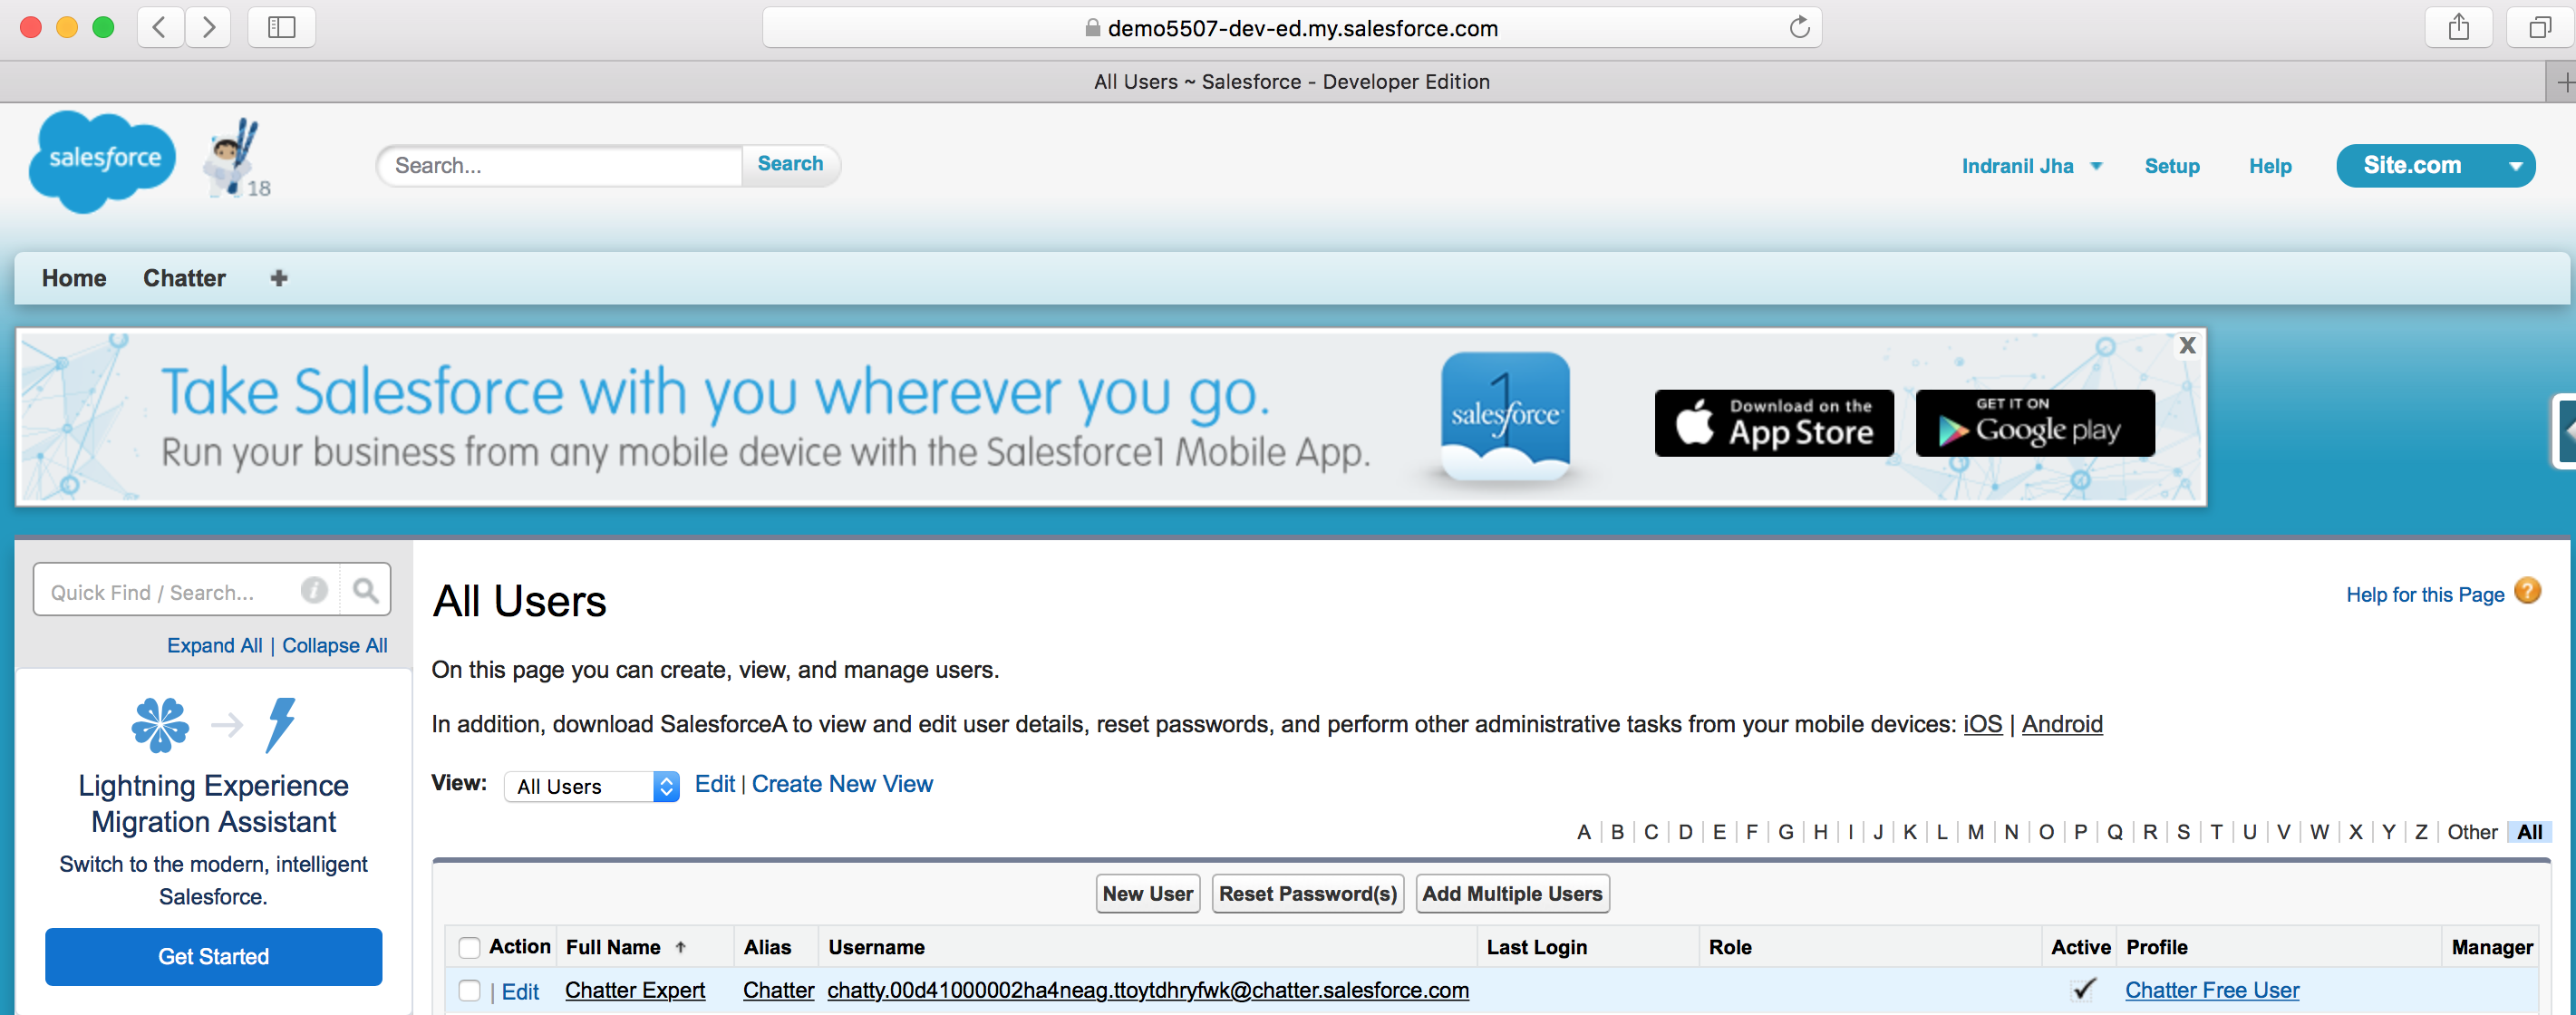 demo5507-dev-ed.my.salesforce.com
All Users ~ Salesforce - Developer Edition
salesforce
18
Search...
Search
Indranil Jha
Setup
Help
Site.com
Home
Chatter
Take Salesforce with you wherever you go.
Run your business from any mobile device with the Salesforce1 Mobile App.
1
salesforce
Download on the
App Store
GET IT ON
Google play
X
Quick Find / Search...
Expand All | Collapse All
Lightning Experience
Migration Assistant
Switch to the modern, intelligent
Salesforce.
Get Started
All Users
Help for this Page ?
On this page you can create, view, and manage users.
In addition, download SalesforceA to view and edit user details, reset passwords, and perform other administrative tasks from your mobile devices: iOS | Android
View: All Users Edit | Create New View
A | B | C | D | E | F | G | H | I | J | K | L | M | N | O | P | Q | R | S | T | U | V | W | X | Y | Z | Other | All
New User Reset Password(s) Add Multiple Users
Action Full Name Alias Username Last Login Role Active Profile Manager
| Edit Chatter Expert Chatter chatty.00d41000002ha4neag.ttoytdhryfwk@chatter.salesforce.com Chatter Free User